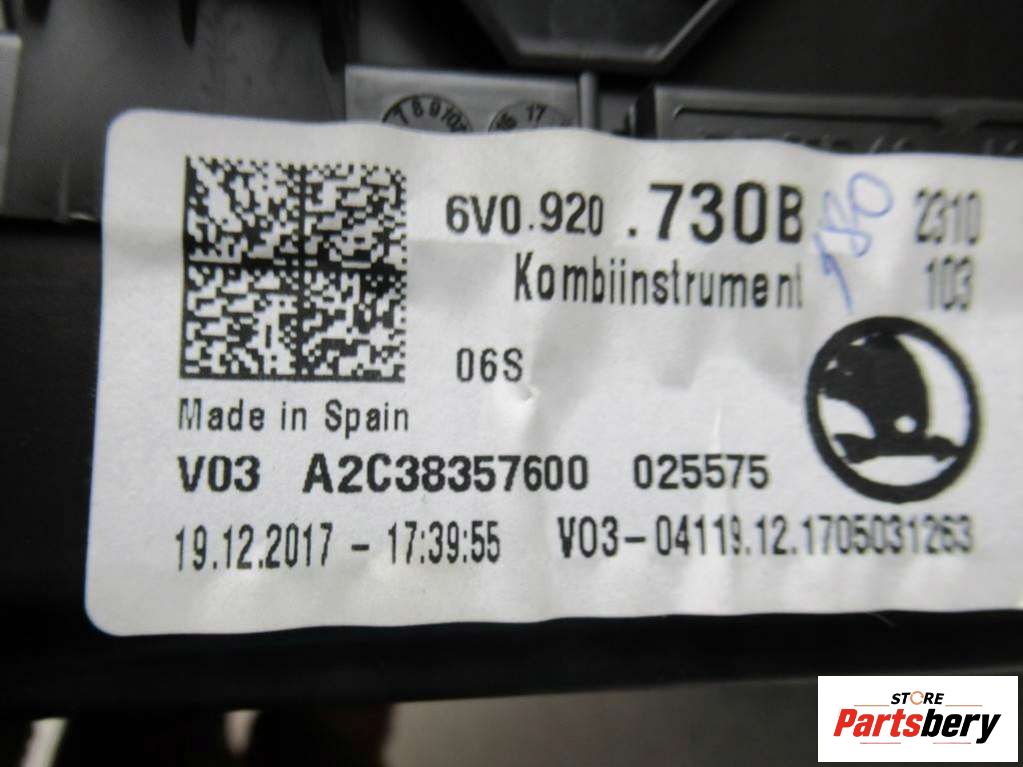 6V0.920 .730B 2310
Kombiinstrument 103
06S
Made in Spain
V03 A2C38357600 025575
19.12.2017 - 17:39:55 V03-04119.12.1705031263
STORE
Partsbery